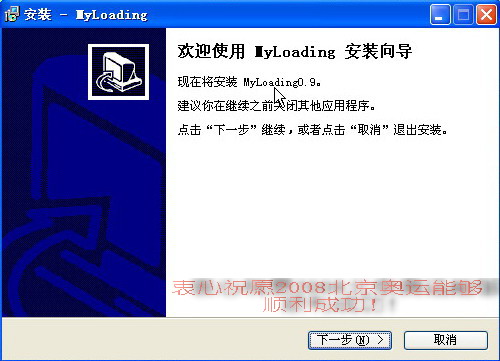 安装 - MyLoading
欢迎使用 MyLoading 安装向导
现在将安装 MyLoading0.9。
建议你在继续之前关闭其他应用程序。
点击“下一步”继续，或者点击“取消”退出安装。
衷心祝愿2008北京奥运能够
顺利成功！！
下一步(N) >
取消